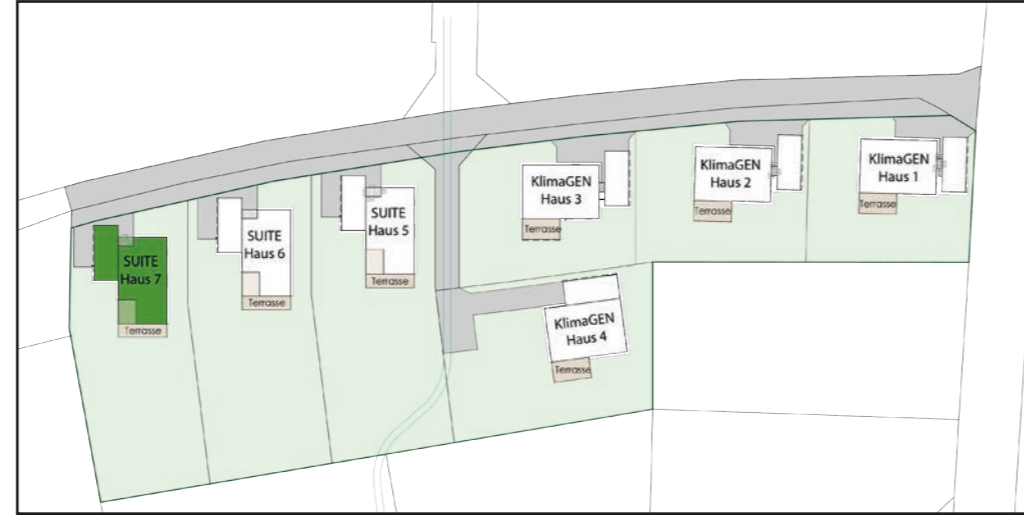 KlimaGEN
Haus 1
Terrasse
KlimaGEN
Haus 2
Terrasse
KlimaGEN
Haus 3
Terrasse
SUITE
Haus 5
Terrasse
SUITE
Haus 6
Terrasse
SUITE
Haus 7
Terrasse
KlimaGEN
Haus 4
Terrasse